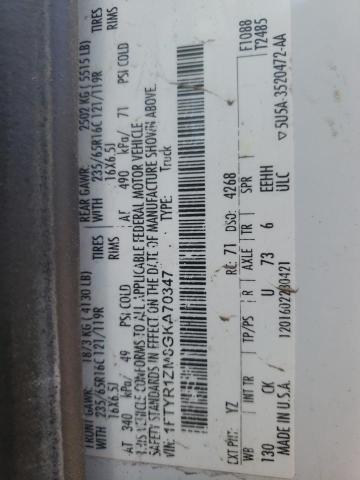 FRONT GAWR: 1873 KG ( 4130 LB) TIRES REAR GAWR: 2502 KG ( 5515 LB) TIRES
WITH 235/65R16C 121/119R RIMS WITH 235/65R16C 121/119R RIMS
16X6.5J 16X6.5J
AT 340 kPa/ 49 PSI COLD AT 490 kPa/ 71 PSI COLD
THIS VEHICLE CONFORMS TO ALL APPLICABLE FEDERAL MOTOR VEHICLE
SAFETY STANDARDS IN EFFECT ON THE DATE OF MANUFACTURE SHOWN ABOVE.
VIN: 1FTYR1ZM8GKA70347 TYPE: Truck
F1088
T2485
EXT PNT: YZ RC: 71 DSO: 4268
WB INT TR TP/PS R AXLE TR SPR
130 CK U 73 6 EEHH
ULC
MADE IN U.S.A. 1201602230421 5U5A-3520472-AA